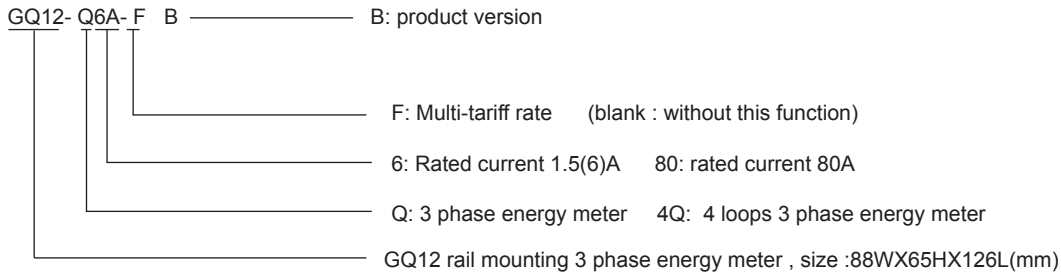 GQ12- Q6A- F B B: product version
F: Multi-tariff rate (blank : without this function)
6: Rated current 1.5(6)A 80: rated current 80A
Q: 3 phase energy meter 4Q: 4 loops 3 phase energy meter
GQ12 rail mounting 3 phase energy meter , size :88WX65HX126L(mm)